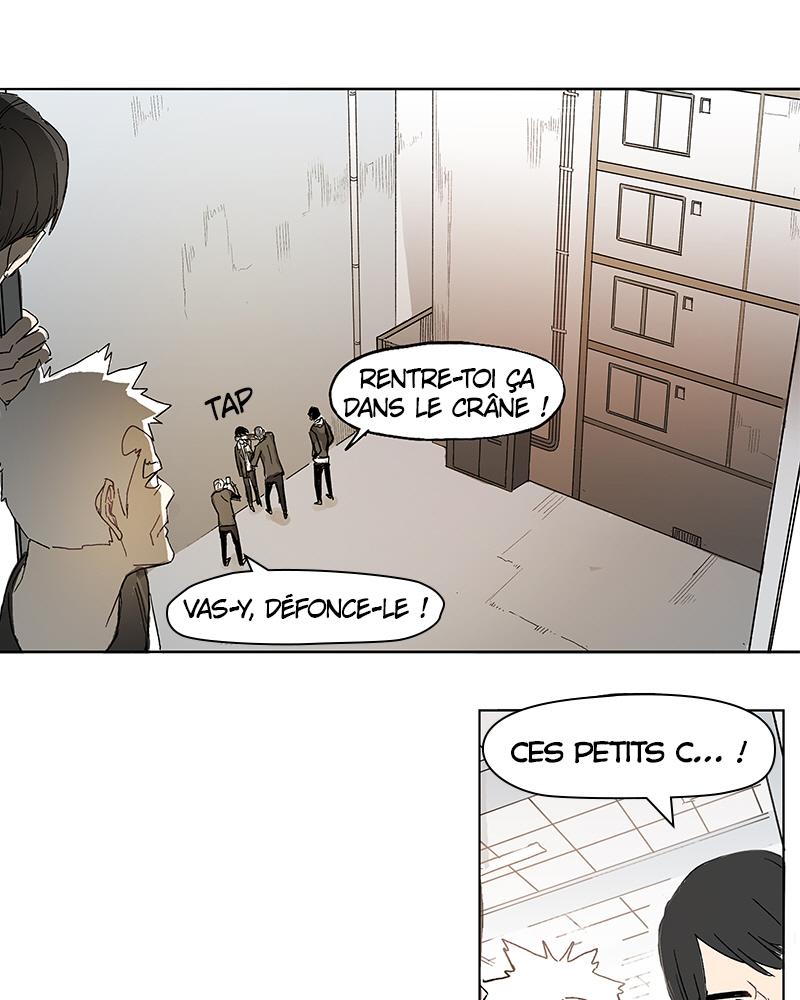 TAP
RENTRE-TOI ÇA
DANS LE CRÂNE !
VAS-Y, DÉFONCE-LE !
CES PETITS C... !